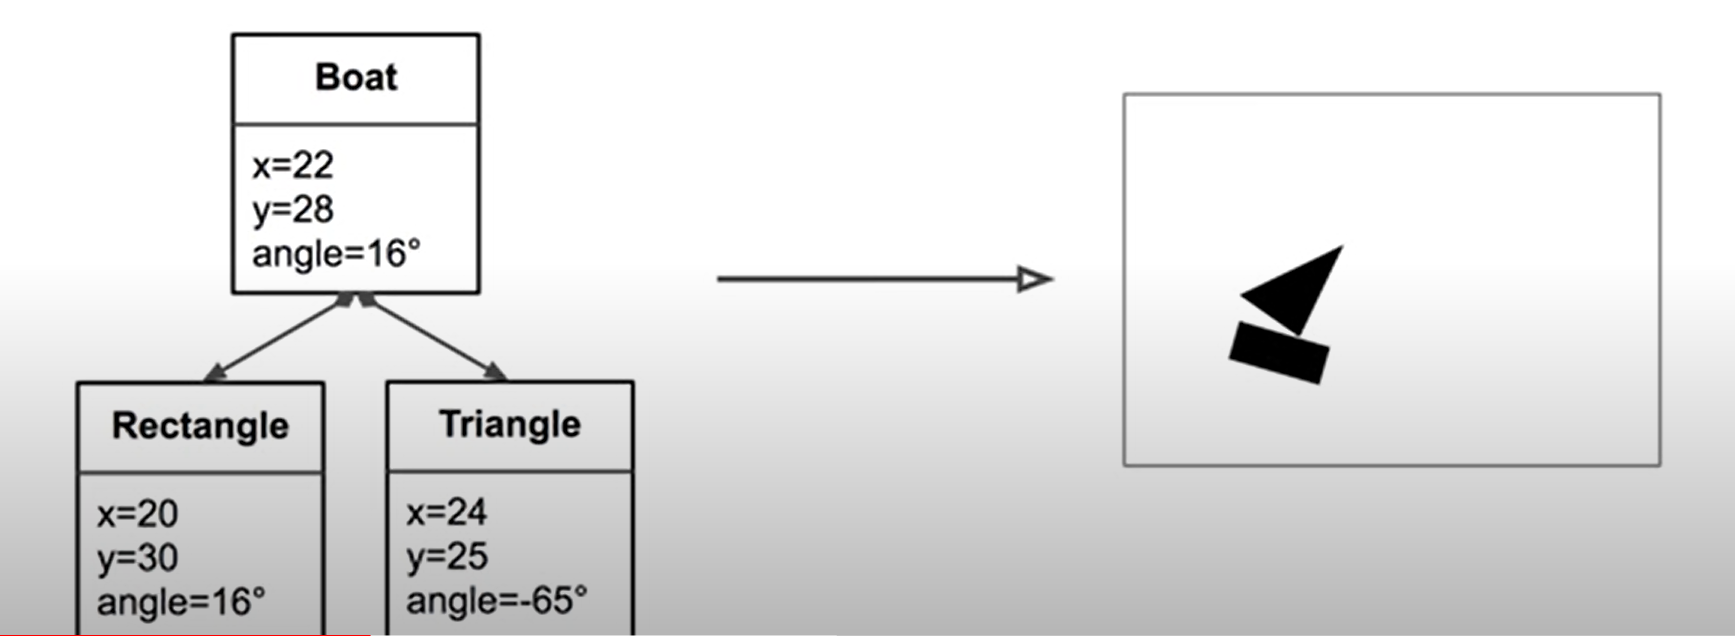 Boat
x=22
y=28
angle=16°
Rectangle
x=20
y=30
angle=16°
Triangle
x=24
y=25
angle=-65°